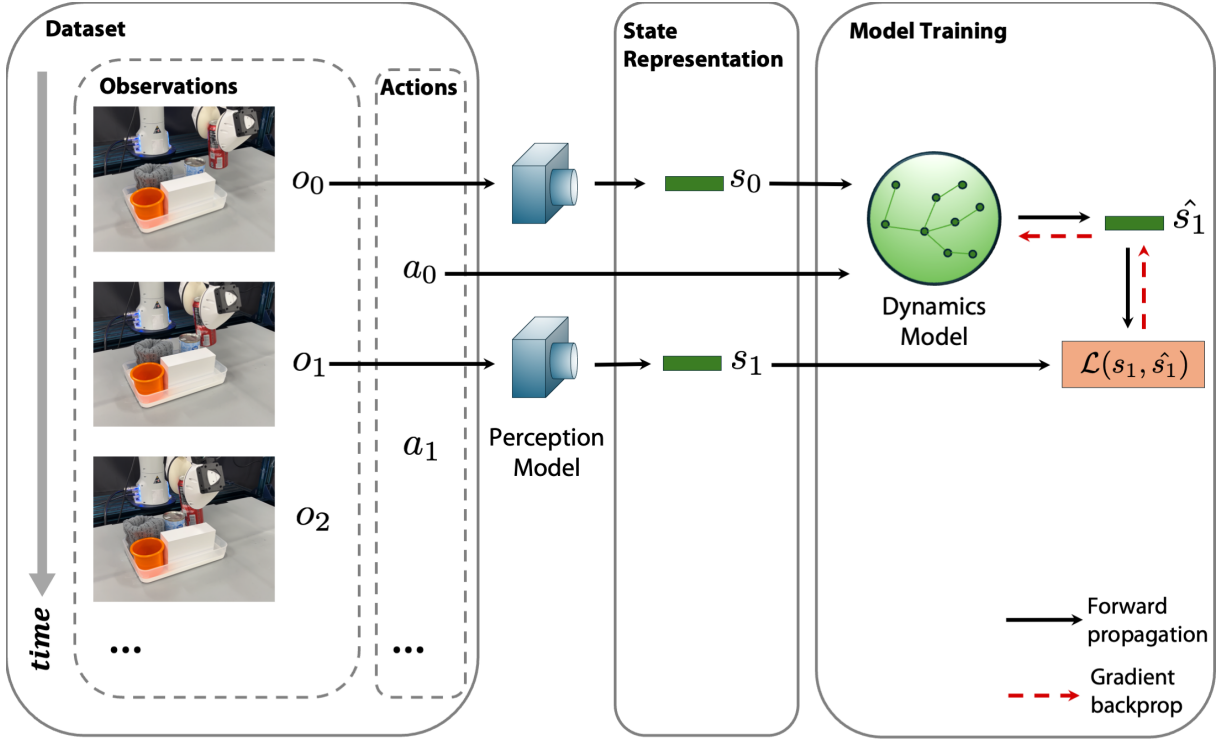 Dataset
Observations
Actions
State
Representation
Model Training
o₀
s₀
ŝ₁
a₀
Dynamics
Model
o₁
s₁
ℒ(s₁, ŝ₁)
Perception
Model
a₁
o₂
time
...
...
Forward
propagation
Gradient
backprop